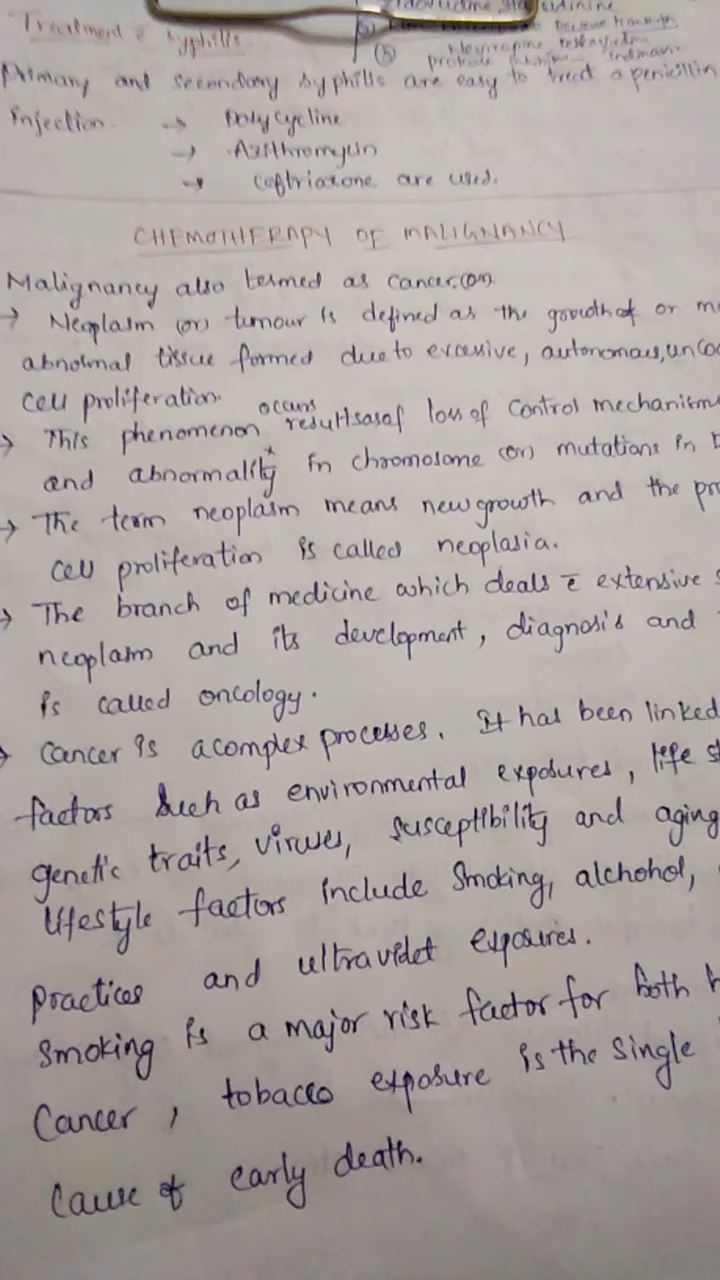 Treatment c̄ syphilis
(5)
Primary and secondary syphilis are easy to treat c̄ penicillin
injection. → Doxycycline
→ Azithromycin
→ Ceftriaxone are used.
CHEMOTHERAPY OF MALIGNANCY
Malignancy also termed as cancer. (or)
→ Neoplasm (or) tumour is defined as the growth of or
abnormal tissue formed due to excessive, autonomous,
cell proliferation.
→ This phenomenon occurs results as of loss of control mechanism
and abnormality in chromosome (or) mutations in
→ The term neoplasm means new growth and the
cell proliferation is called neoplasia.
→ The branch of medicine which deals c̄ extensive
neoplasm and its development, diagnosis and
is called oncology.
→ Cancer is a complex processes. It has been linked
factors such as environmental exposures, life
genetic traits, viruses, susceptibility and aging
lifestyle factors include smoking, alchohol,
practices and ultraviolet exposures.
Smoking is a major risk factor for both
Cancer, tobacco exposure is the single
cause of early death.